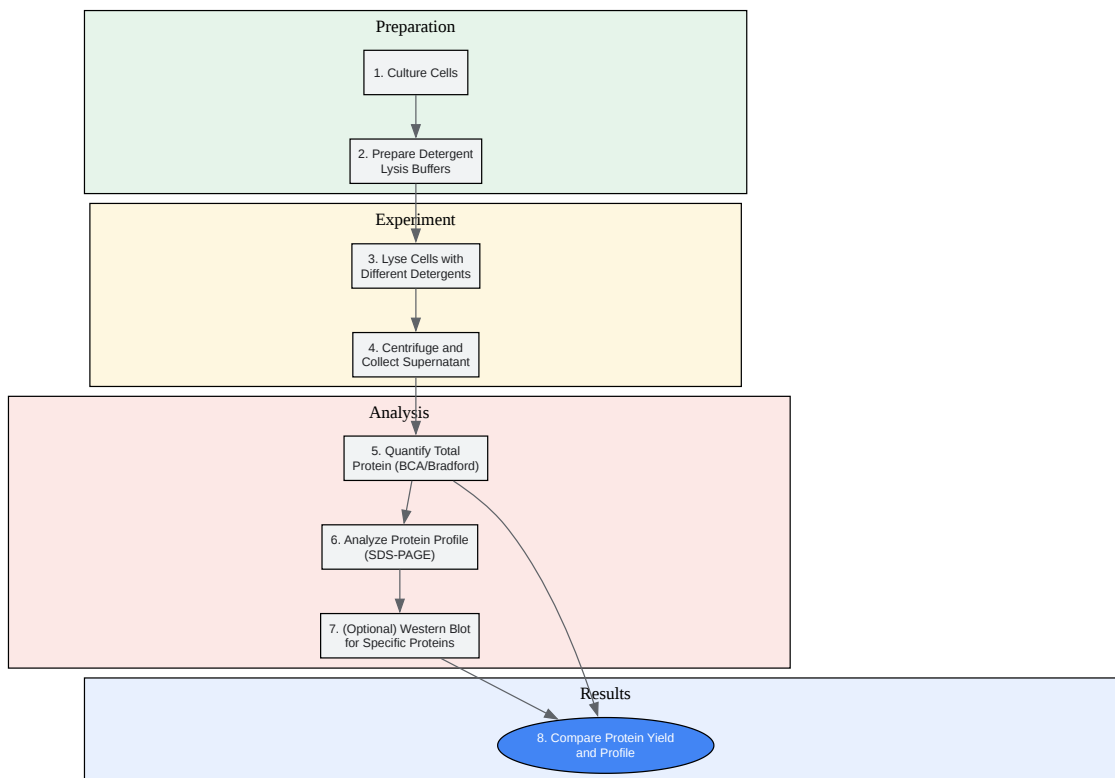 Preparation
1. Culture Cells
2. Prepare Detergent
Lysis Buffers
Experiment
3. Lyse Cells with
Different Detergents
4. Centrifuge and
Collect Supernatant
Analysis
5. Quantify Total
Protein (BCA/Bradford)
6. Analyze Protein Profile
(SDS-PAGE)
7. (Optional) Western Blot
for Specific Proteins
Results
8. Compare Protein Yield
and Profile